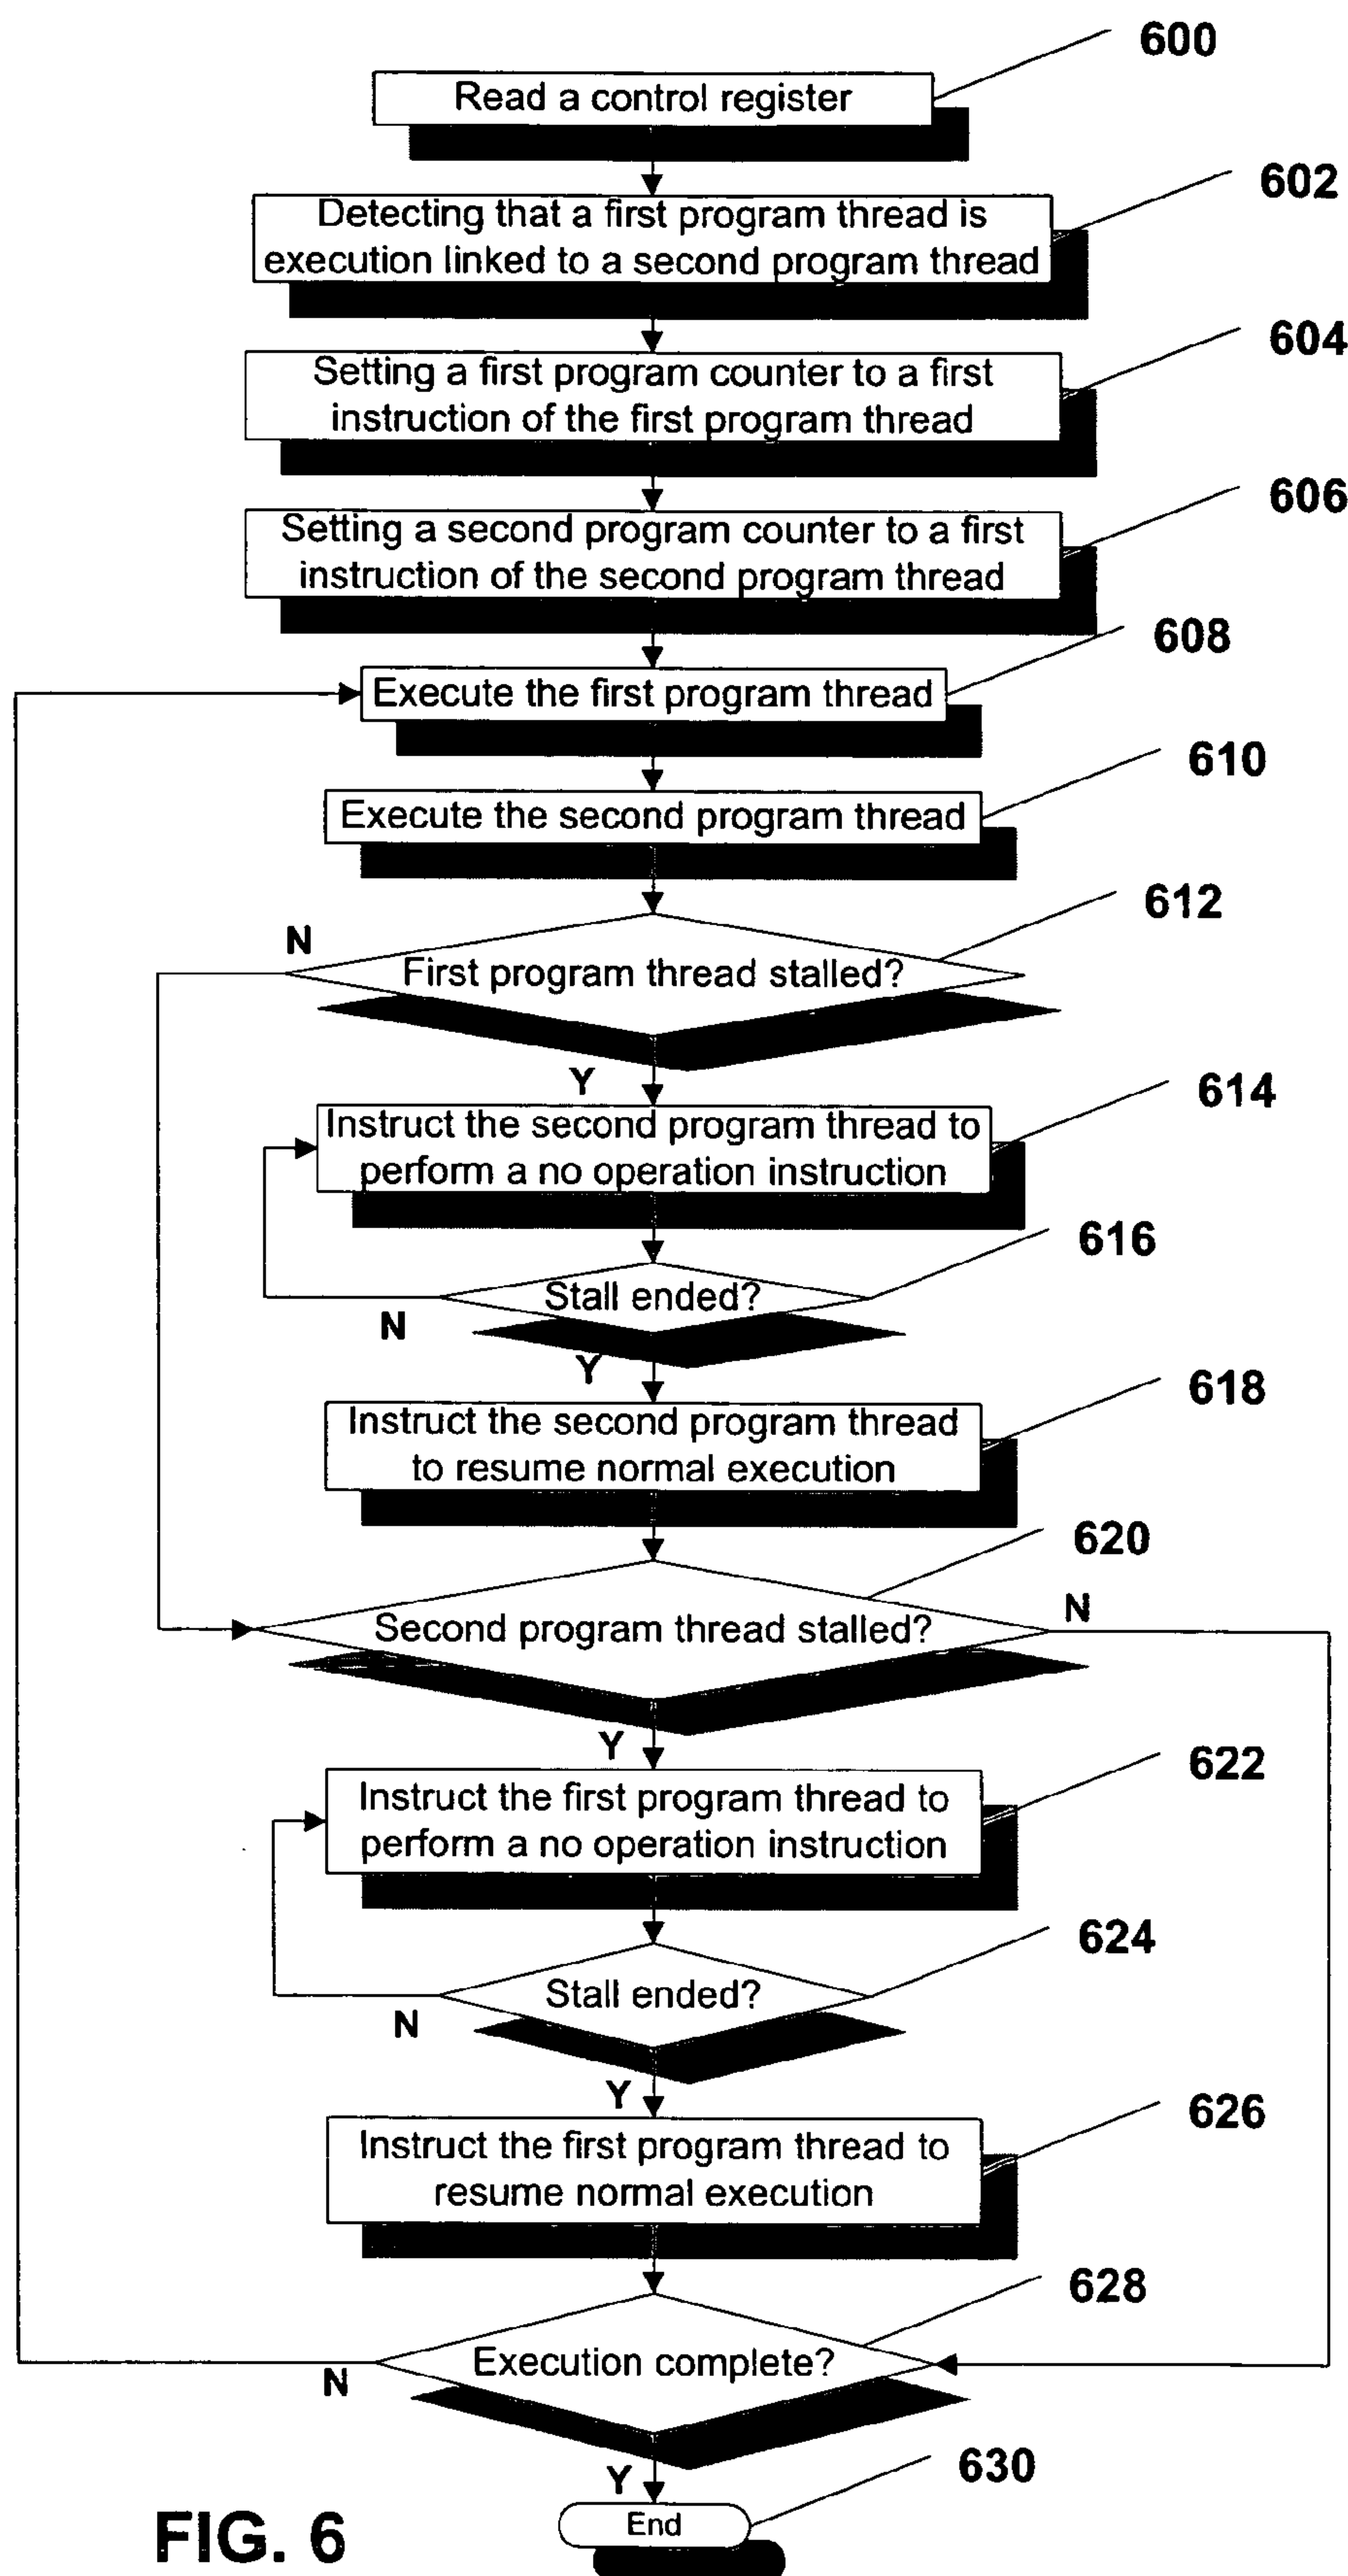 600
Read a control register
602
Detecting that a first program thread is
execution linked to a second program thread
604
Setting a first program counter to a first
instruction of the first program thread
606
Setting a second program counter to a first
instruction of the second program thread
608
Execute the first program thread
610
Execute the second program thread
612
N
First program thread stalled?
Y
614
Instruct the second program thread to
perform a no operation instruction
616
Stall ended?
N
Y
618
Instruct the second program thread
to resume normal execution
620
N
Second program thread stalled?
Y
622
Instruct the first program thread to
perform a no operation instruction
624
Stall ended?
N
Y
626
Instruct the first program thread to
resume normal execution
628
Execution complete?
N
630
Y
End
FIG. 6